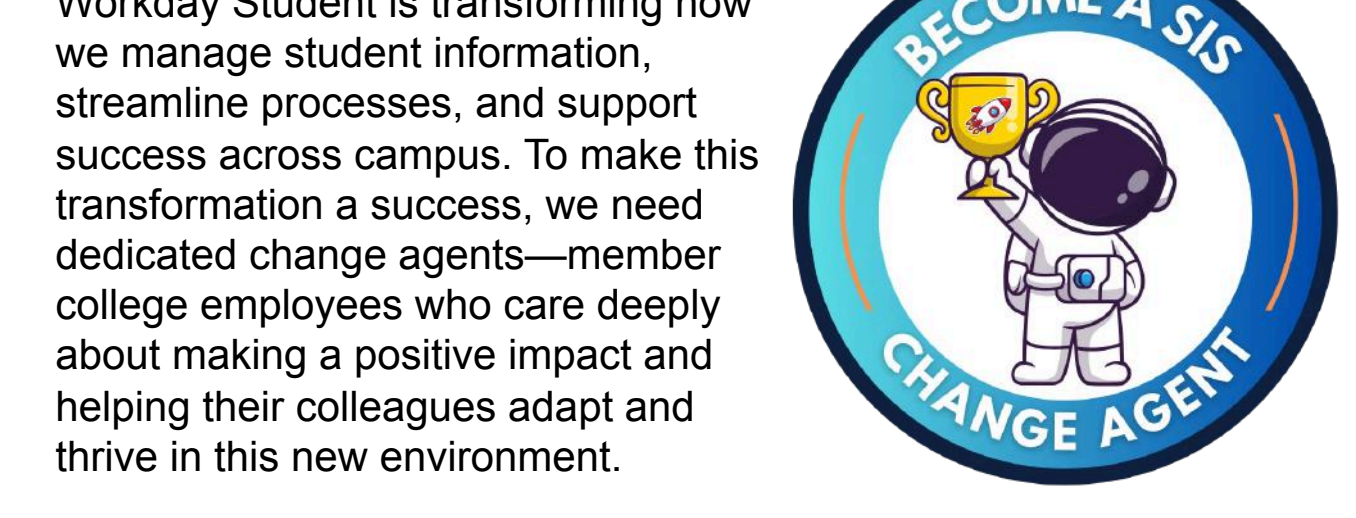 Workday Student is transforming how
we manage student information,
streamline processes, and support
success across campus. To make this
transformation a success, we need
dedicated change agents—member
college employees who care deeply
about making a positive impact and
helping their colleagues adapt and
thrive in this new environment.
BECOME A SIS
CHANGE AGENT